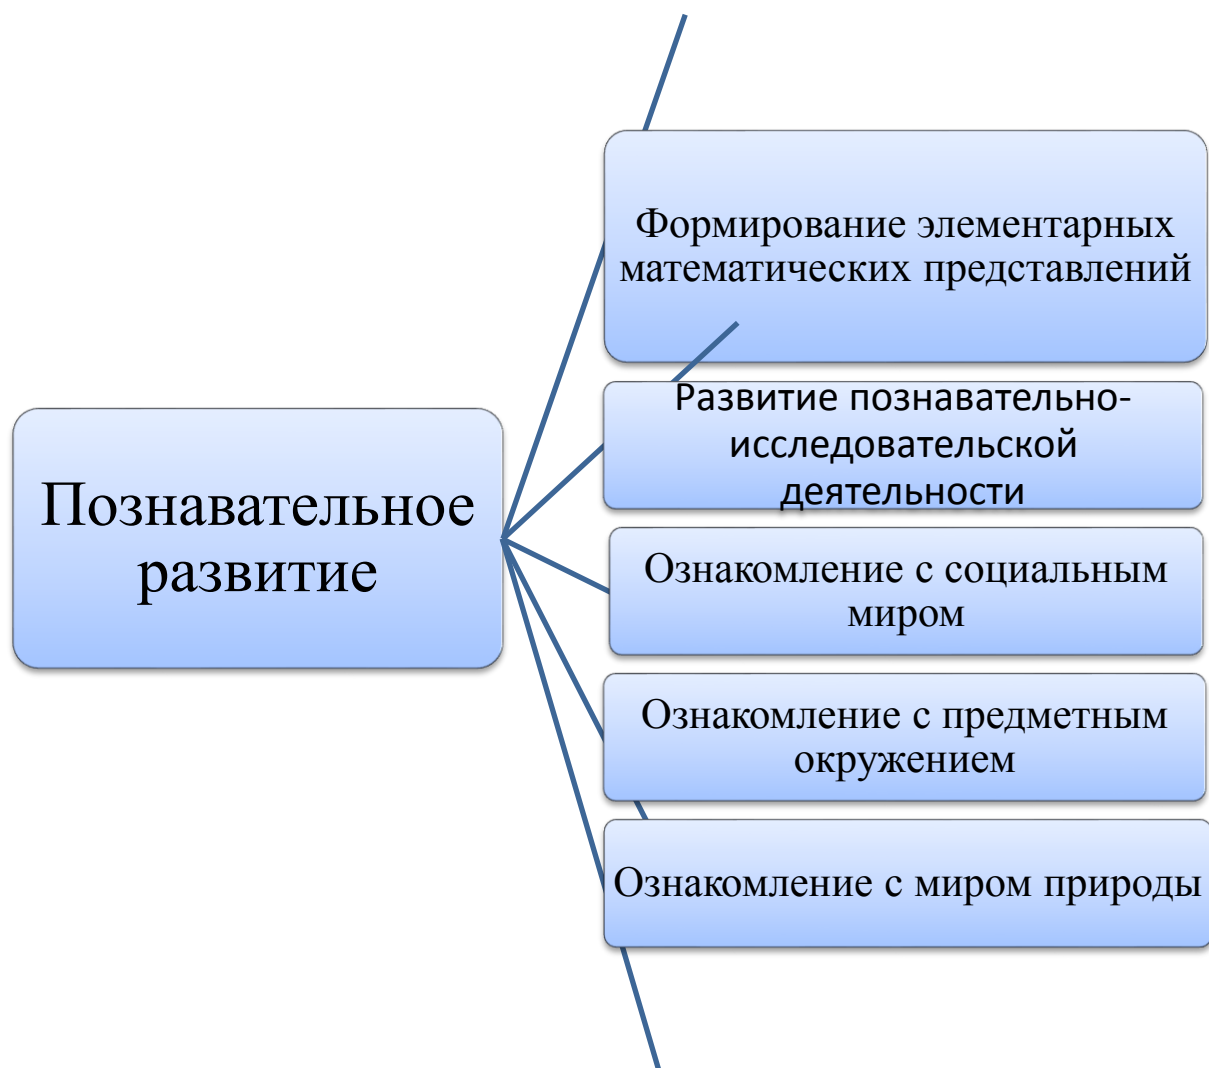 Познавательное
развитие
Формирование элементарных
математических представлений
Развитие познавательно-
исследовательской
деятельности
Ознакомление с социальным
миром
Ознакомление с предметным
окружением
Ознакомление с миром природы